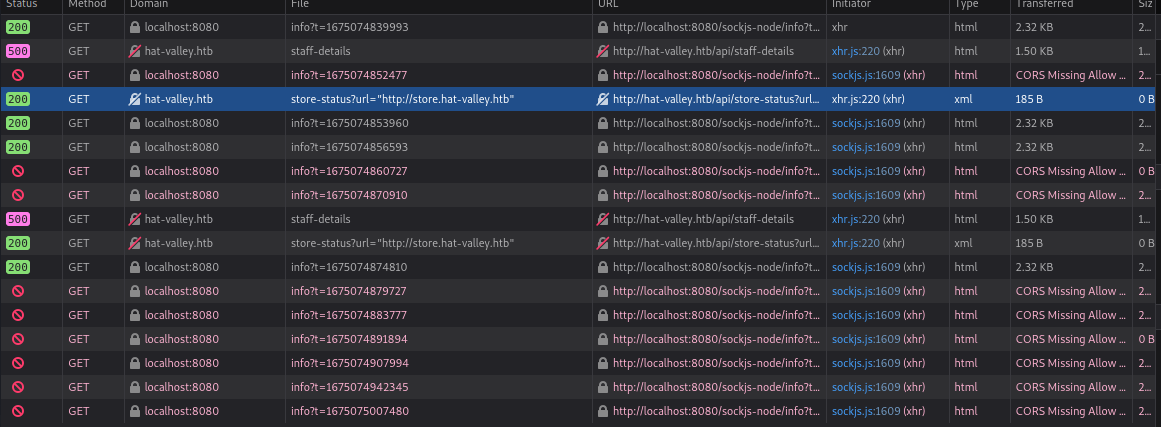 Status Method Domain File URL Initiator Type Transferred Siz
200 GET localhost:8080 info?t=1675074839993 http://localhost:8080/sockjs-node/info?t... xhr html 2.32 KB 2...
500 GET hat-valley.htb staff-details http://hat-valley.htb/api/staff-details xhr.js:220 (xhr) html 1.50 KB 1...
GET localhost:8080 info?t=1675074852477 http://localhost:8080/sockjs-node/info?t... sockjs.js:1609 (xhr) html CORS Missing Allow ... 2...
200 GET hat-valley.htb store-status?url="http://store.hat-valley.htb" http://hat-valley.htb/api/store-status?url... xhr.js:220 (xhr) xml 185 B 0 B
200 GET localhost:8080 info?t=1675074853960 http://localhost:8080/sockjs-node/info?t... sockjs.js:1609 (xhr) html 2.32 KB 2...
200 GET localhost:8080 info?t=1675074856593 http://localhost:8080/sockjs-node/info?t... sockjs.js:1609 (xhr) html 2.32 KB 2...
GET localhost:8080 info?t=1675074860727 http://localhost:8080/sockjs-node/info?t... sockjs.js:1609 (xhr) html CORS Missing Allow ... 0 B
GET localhost:8080 info?t=1675074870910 http://localhost:8080/sockjs-node/info?t... sockjs.js:1609 (xhr) html CORS Missing Allow ... 2...
500 GET hat-valley.htb staff-details http://hat-valley.htb/api/staff-details xhr.js:220 (xhr) html 1.50 KB 1...
200 GET hat-valley.htb store-status?url="http://store.hat-valley.htb" http://hat-valley.htb/api/store-status?url... xhr.js:220 (xhr) xml 185 B 0 B
200 GET localhost:8080 info?t=1675074874810 http://localhost:8080/sockjs-node/info?t... sockjs.js:1609 (xhr) html 2.32 KB 2...
GET localhost:8080 info?t=1675074879727 http://localhost:8080/sockjs-node/info?t... sockjs.js:1609 (xhr) html CORS Missing Allow ... 2...
GET localhost:8080 info?t=1675074883777 http://localhost:8080/sockjs-node/info?t... sockjs.js:1609 (xhr) html CORS Missing Allow ... 2...
GET localhost:8080 info?t=1675074891894 http://localhost:8080/sockjs-node/info?t... sockjs.js:1609 (xhr) html CORS Missing Allow ... 0 B
GET localhost:8080 info?t=1675074907994 http://localhost:8080/sockjs-node/info?t... sockjs.js:1609 (xhr) html CORS Missing Allow ... 2...
GET localhost:8080 info?t=1675074942345 http://localhost:8080/sockjs-node/info?t... sockjs.js:1609 (xhr) html CORS Missing Allow ... 2...
GET localhost:8080 info?t=1675075007480 http://localhost:8080/sockjs-node/info?t... sockjs.js:1609 (xhr) html CORS Missing Allow ... 2...